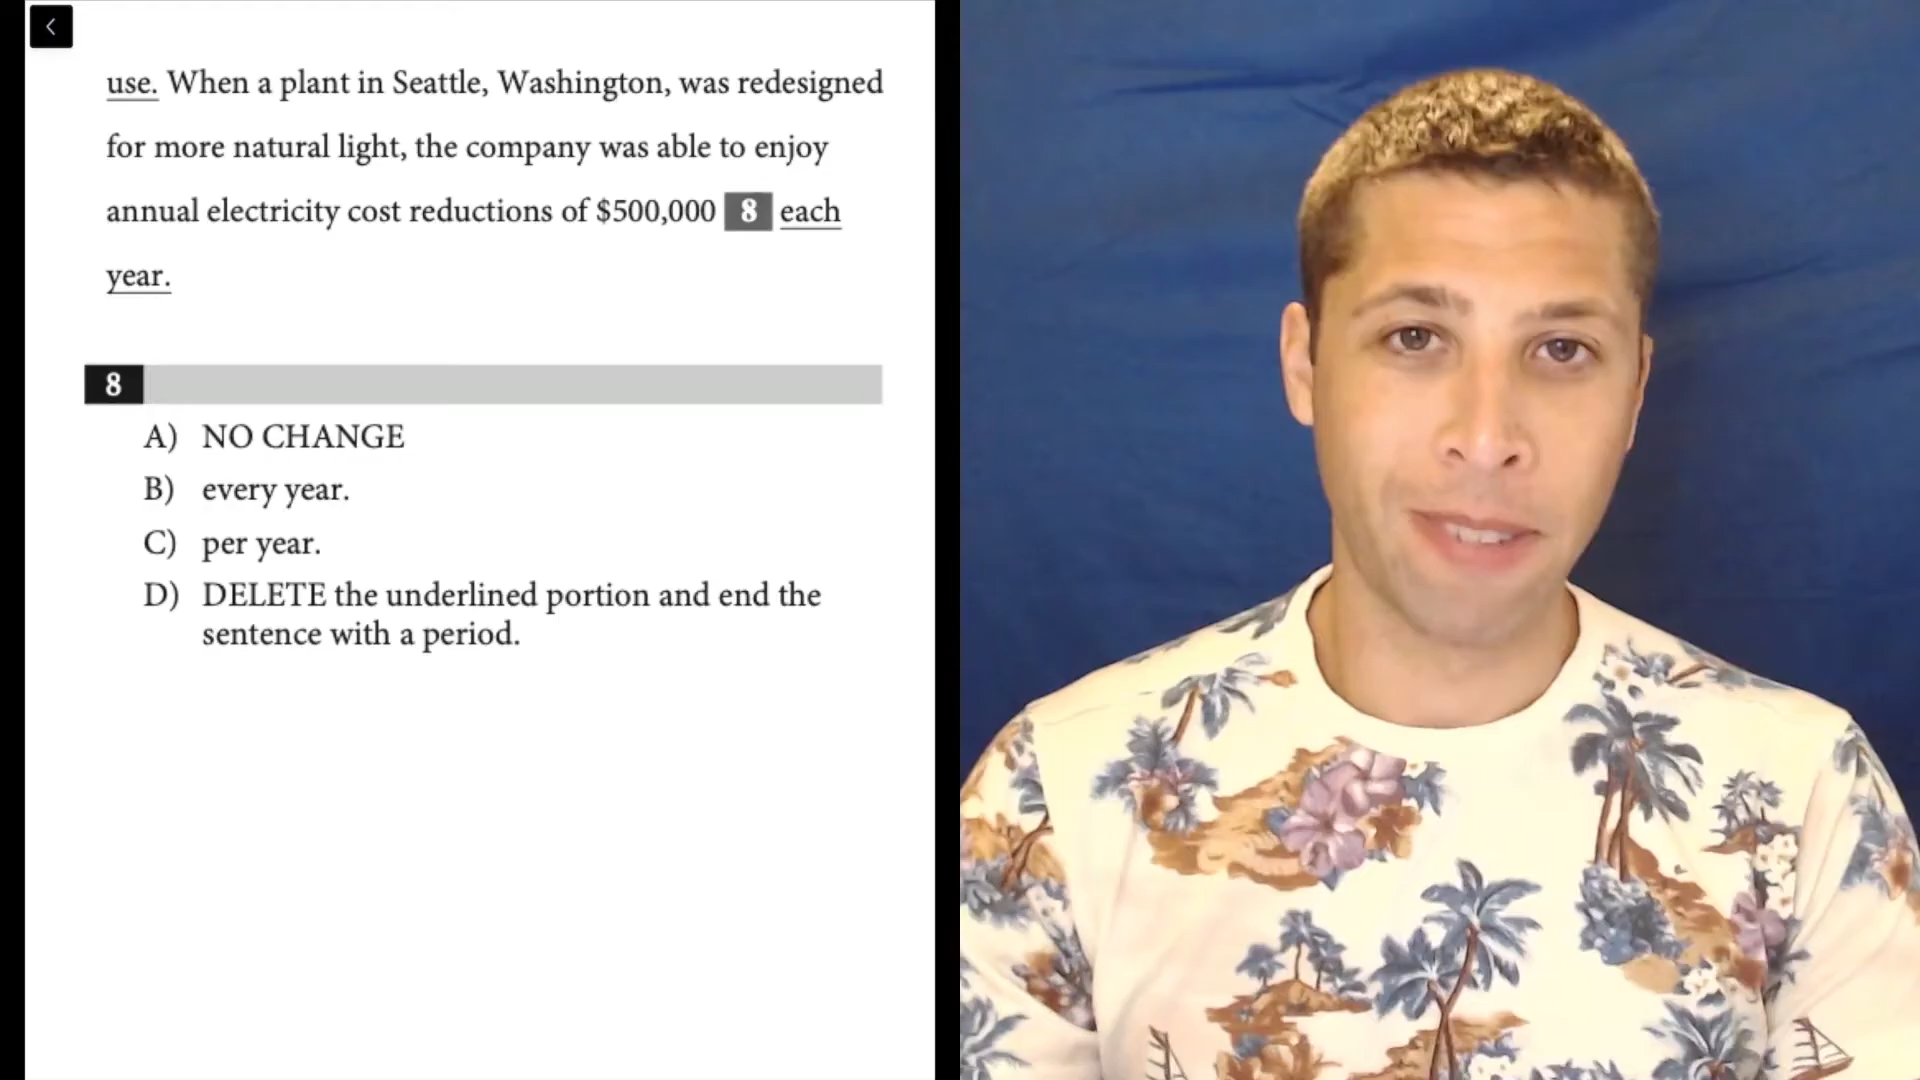 use. When a plant in Seattle, Washington, was redesigned
for more natural light, the company was able to enjoy
annual electricity cost reductions of $500,000 8 each
year.
8
A) NO CHANGE
B) every year.
C) per year.
D) DELETE the underlined portion and end the
sentence with a period.